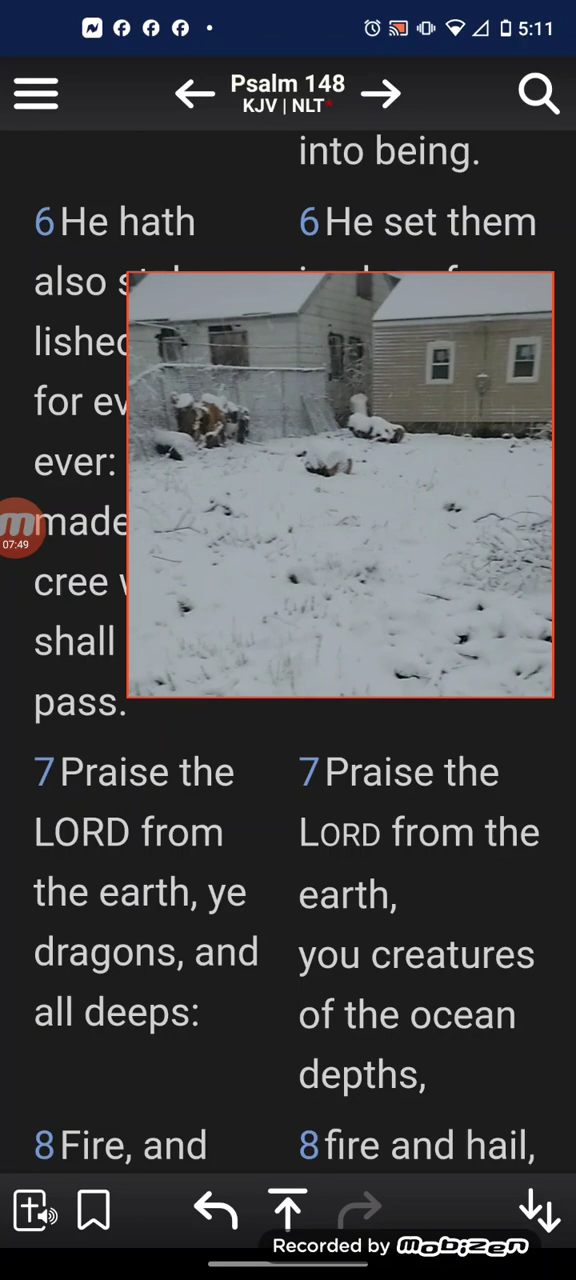 5:11
Psalm 148
KJV | NLT*
into being.
6 He hath
also
lished
for ev
ever:
made
cree
shall
pass.
6 He set them
07:49
7 Praise the
LORD from
the earth, ye
dragons, and
all deeps:
7 Praise the
LORD from the
earth,
you creatures
of the ocean
depths,
8 Fire, and
8 fire and hail,
Recorded by mobizen